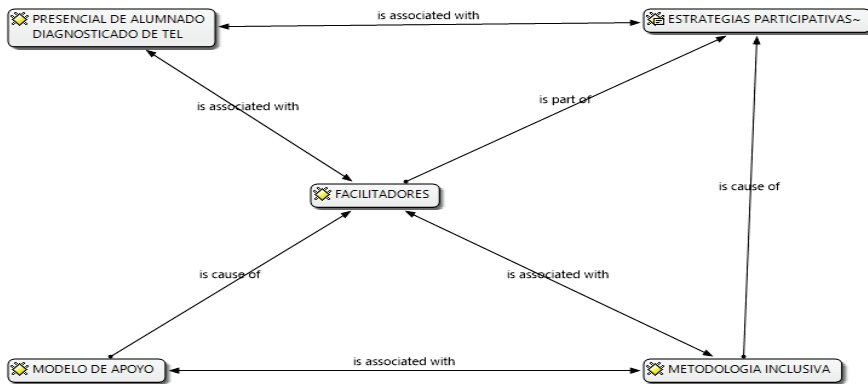 is associated with
PRESENCIAL DE ALUMNADO
DIAGNOSTICADO DE TEL
ESTRATEGIAS PARTICIPATIVAS~
is associated with
is part of
is cause of
FACILITADORES
is cause of
is associated with
is associated with
MODELO DE APOYO
METODOLOGIA INCLUSIVA